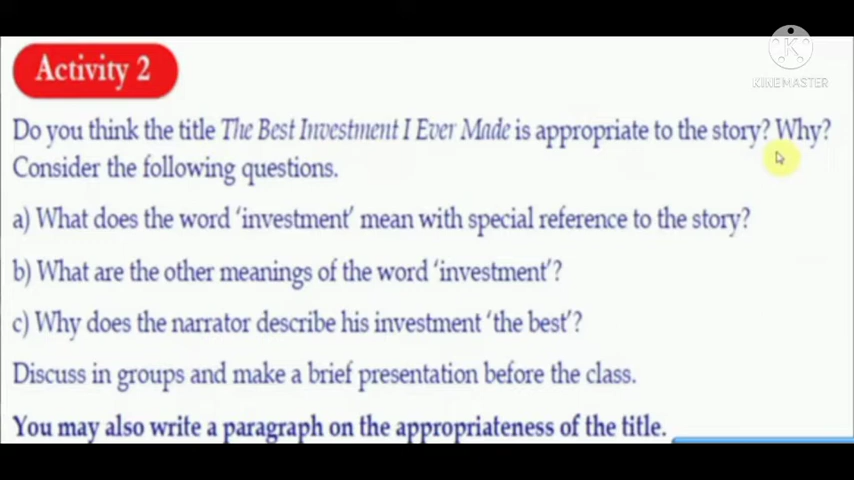 K
KINEMASTER
Activity 2
Do you think the title The Best Investment I Ever Made is appropriate to the story? Why?
Consider the following questions.
a) What does the word 'investment' mean with special reference to the story?
b) What are the other meanings of the word 'investment'?
c) Why does the narrator describe his investment 'the best'?
Discuss in groups and make a brief presentation before the class.
You may also write a paragraph on the appropriateness of the title.